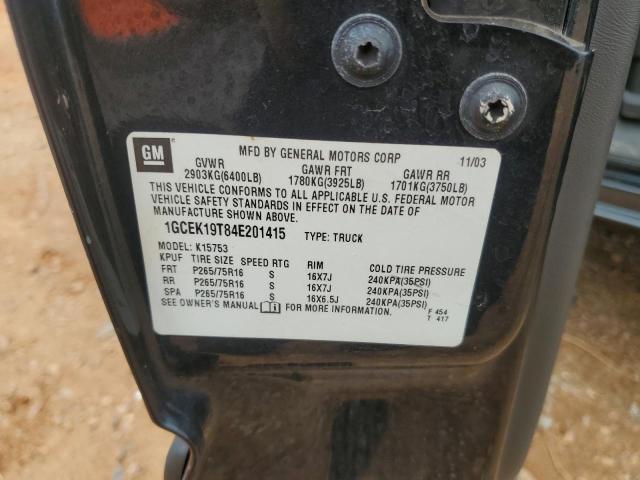 GM
MFD BY GENERAL MOTORS CORP 11/03
GVWR GAWR FRT GAWR RR
2903KG(6400LB) 1780KG(3925LB) 1701KG(3750LB)
THIS VEHICLE CONFORMS TO ALL APPLICABLE U.S. FEDERAL MOTOR
VEHICLE SAFETY STANDARDS IN EFFECT ON THE DATE OF
MANUFACTURE SHOWN ABOVE.
1GCEK19T84E201415 TYPE: TRUCK
MODEL: K15753
KPUF TIRE SIZE SPEED RTG RIM COLD TIRE PRESSURE
FRT P265/75R16 S 16X7J 240KPA(35PSI)
RR P265/75R16 S 16X7J 240KPA(35PSI)
SPA P265/75R16 S 16X6.5J 240KPA(35PSI)
SEE OWNER'S MANUAL FOR MORE INFORMATION.
F 454
T 417